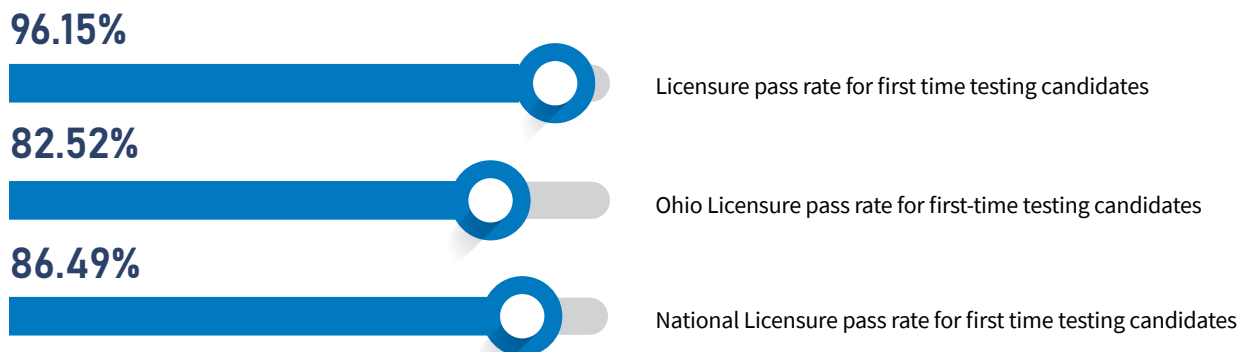 96.15%
Licensure pass rate for first time testing candidates
82.52%
Ohio Licensure pass rate for first-time testing candidates
86.49%
National Licensure pass rate for first time testing candidates